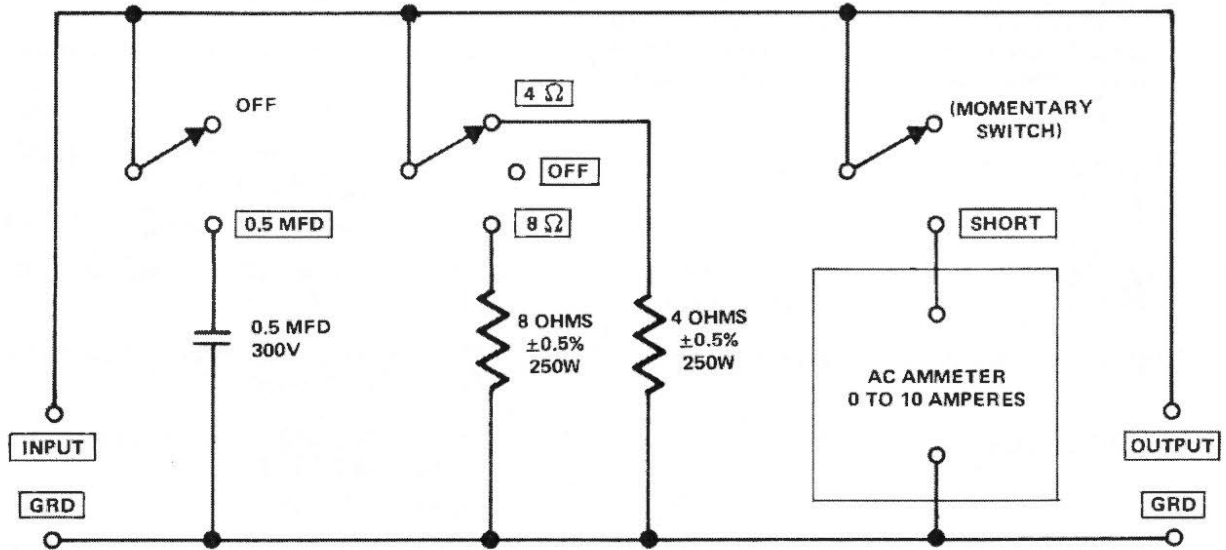 OFF
4 Ω
(MOMENTARY
SWITCH)
OFF
0.5 MFD
8 Ω
SHORT
0.5 MFD
300V
8 OHMS
±0.5%
250W
4 OHMS
±0.5%
250W
AC AMMETER
0 TO 10 AMPERES
INPUT
OUTPUT
GRD
GRD